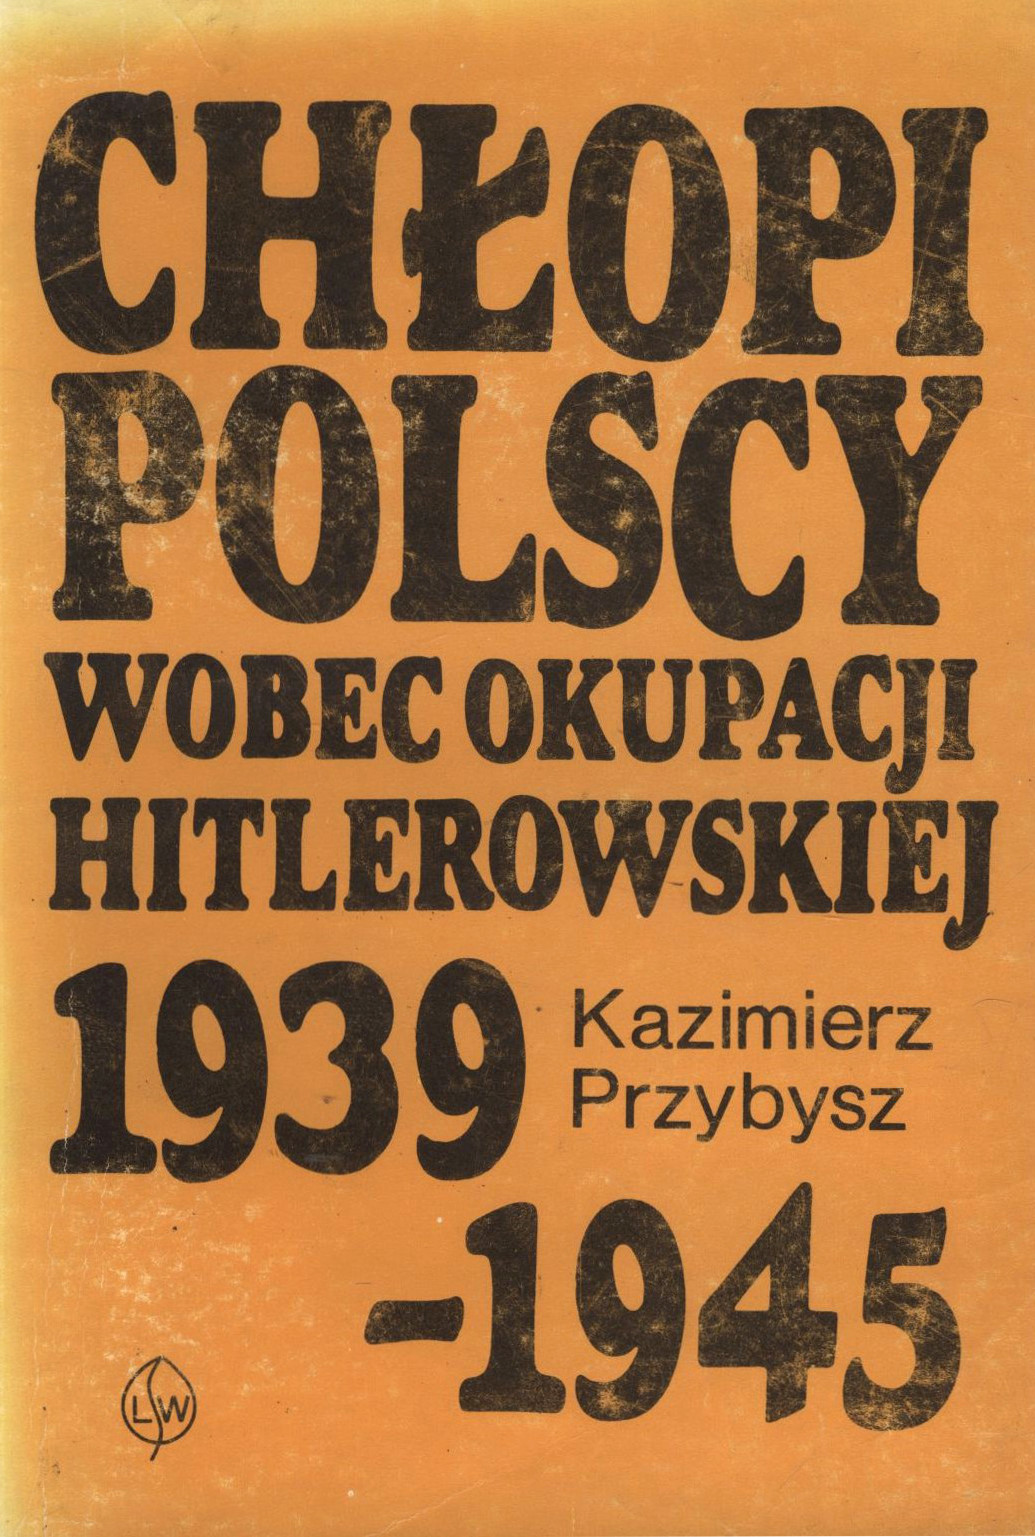 CHŁOPI
POLSCY
WOBEC OKUPACJI
HITLEROWSKIEJ
1939
Kazimierz
Przybysz
-1945
LSW